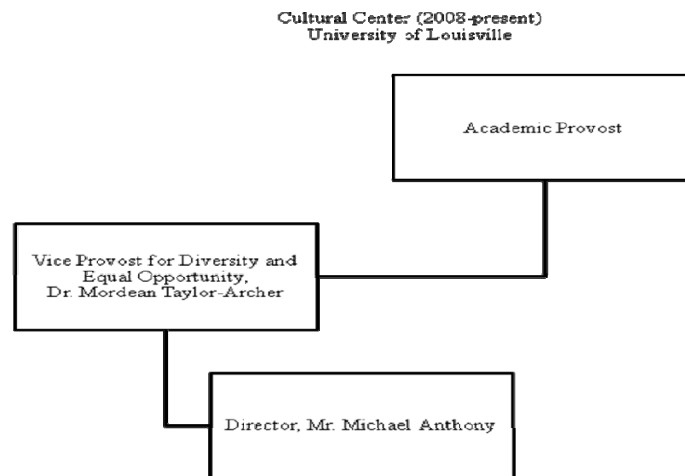 Cultural Center (2008-present)
University of Louisville
Academic Provost
Vice Provost for Diversity and
Equal Opportunity,
Dr. Mordean Taylor-Archer
Director, Mr. Michael Anthony